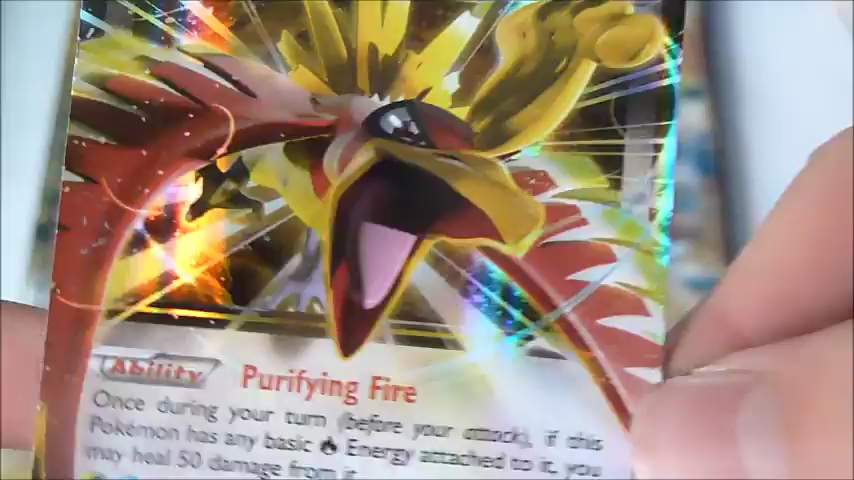 Ability Purifying Fire
Once during your turn (before your attack), if this
Pokémon has any basic Energy attached to it, you
may heal 50 damage from it